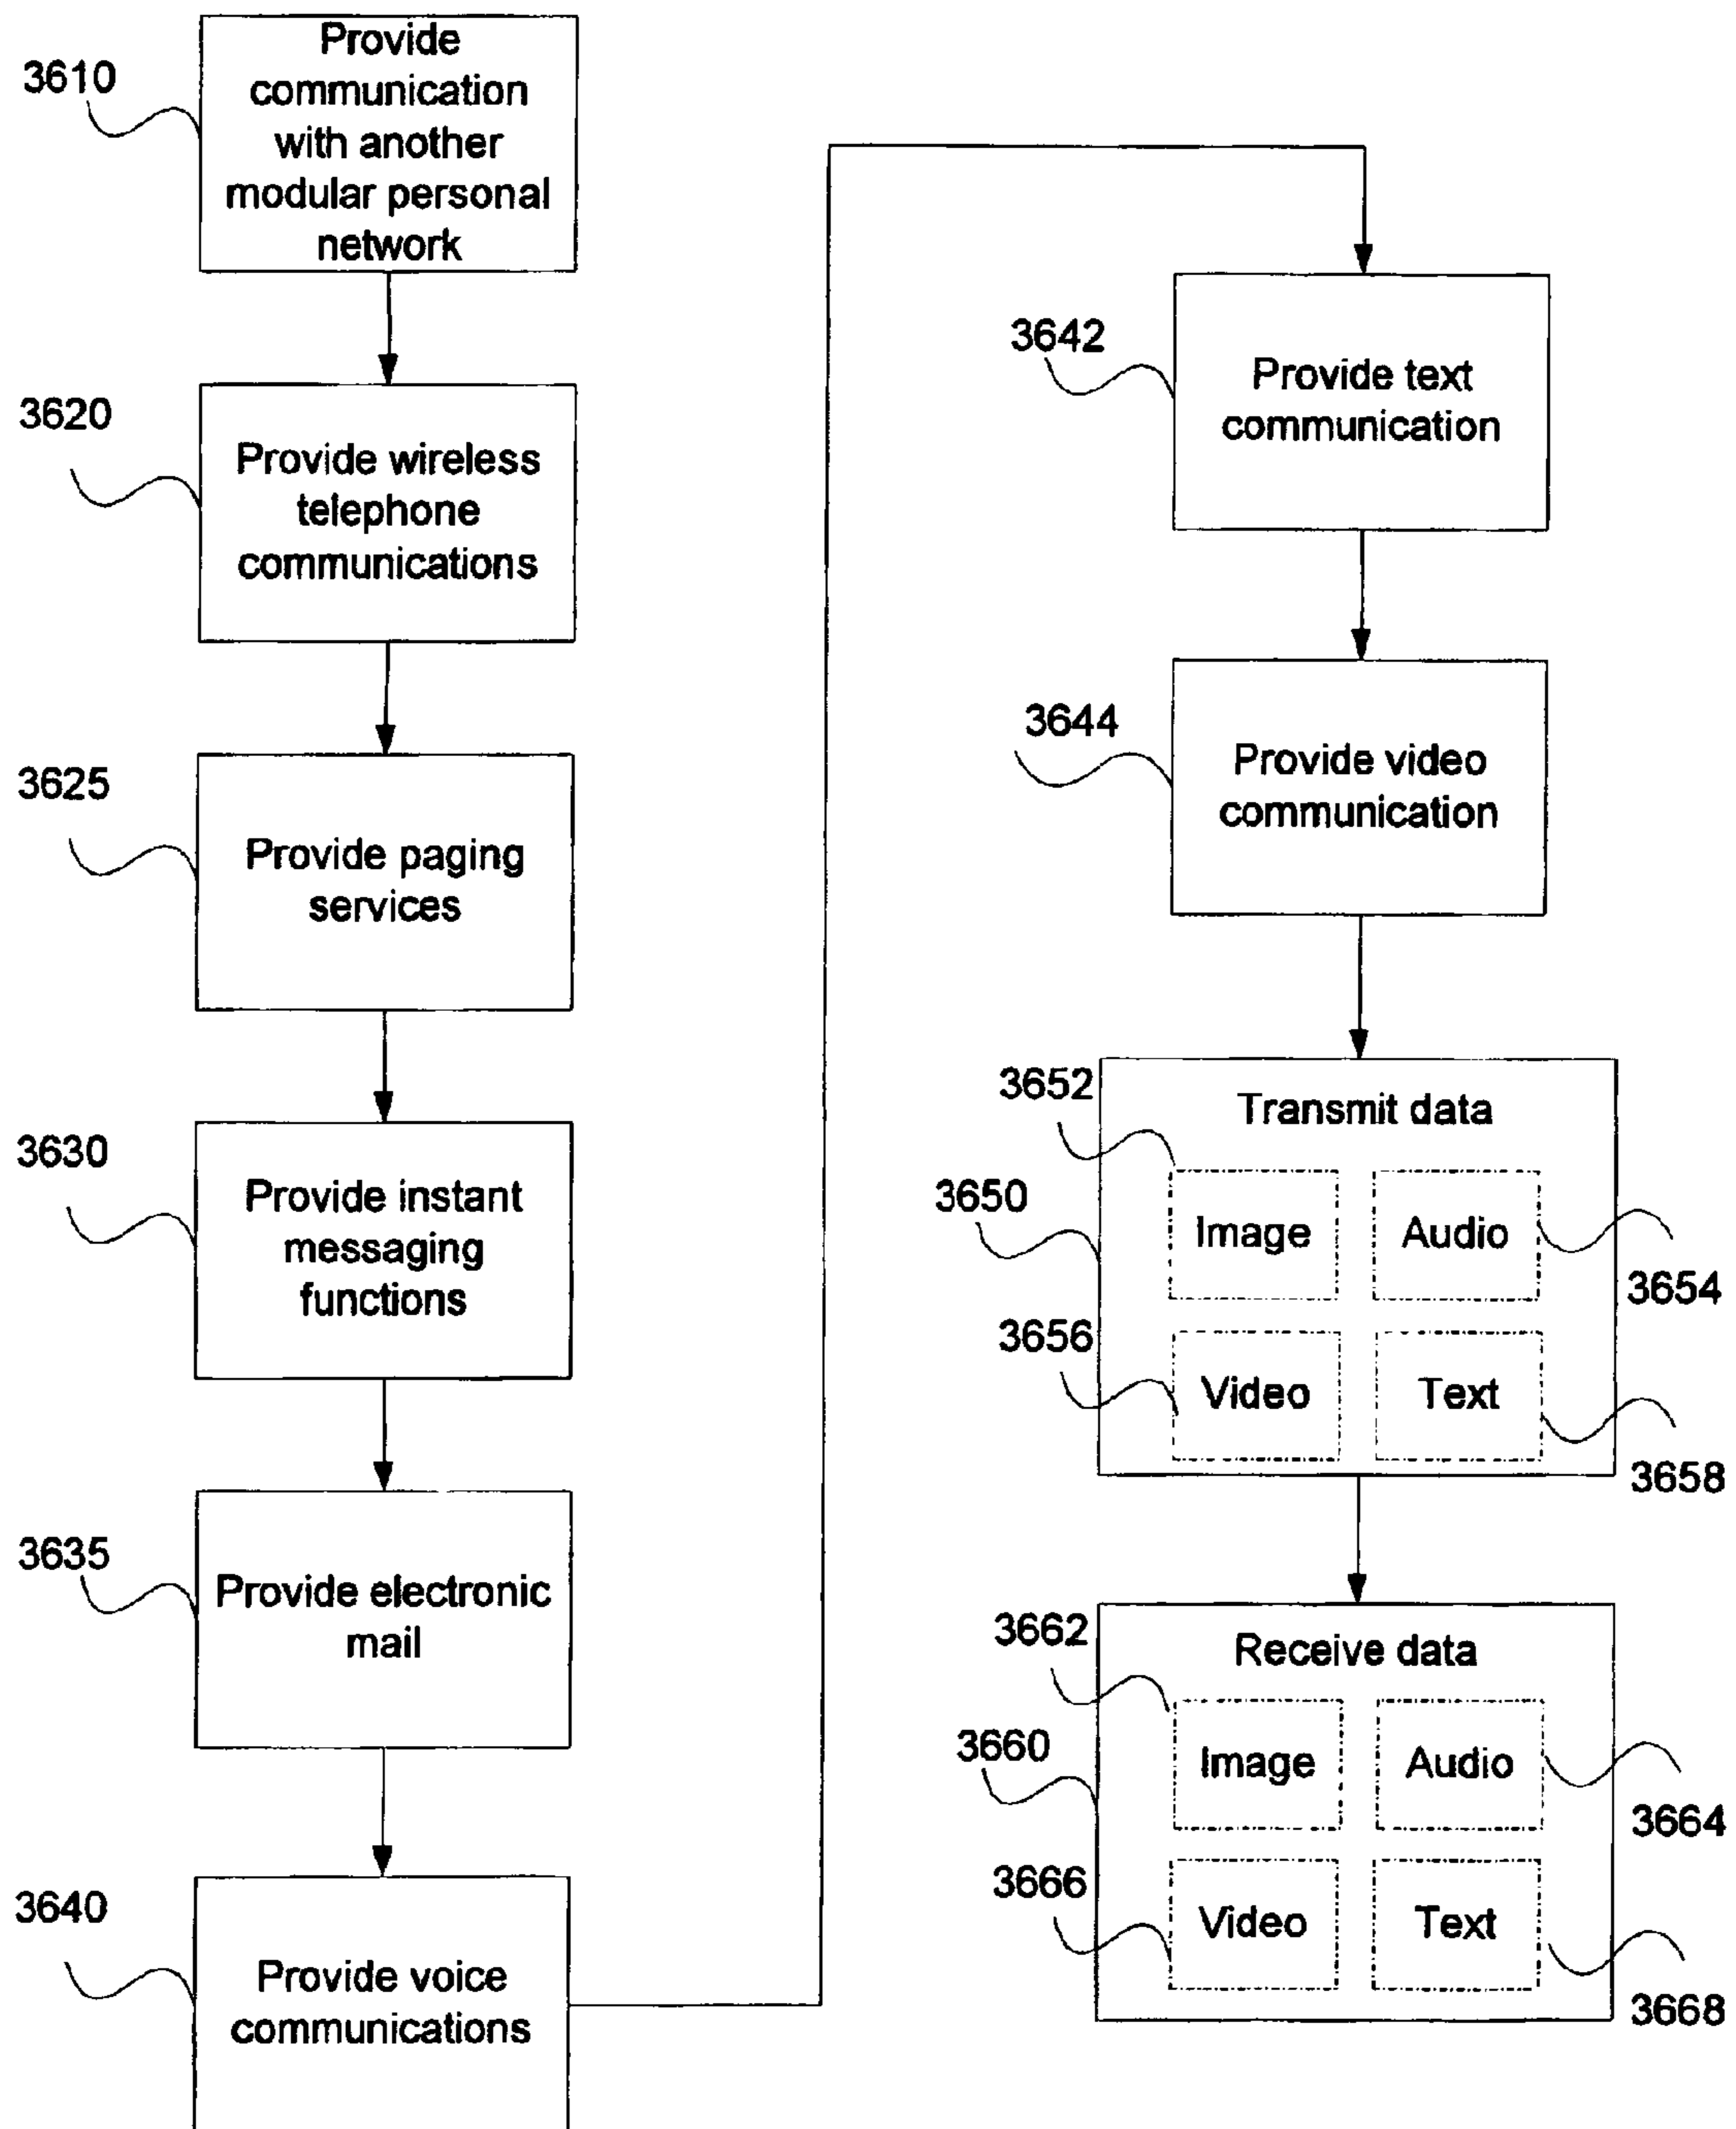 3610
Provide
communication
with another
modular personal
network
3620
Provide wireless
telephone
communications
3625
Provide paging
services
3630
Provide instant
messaging
functions
3635
Provide electronic
mail
3640
Provide voice
communications
3642
Provide text
communication
3644
Provide video
communication
3652
Transmit data
3650
Image
Audio
3654
3656
Video
Text
3658
3662
Receive data
3660
Image
Audio
3664
3666
Video
Text
3668